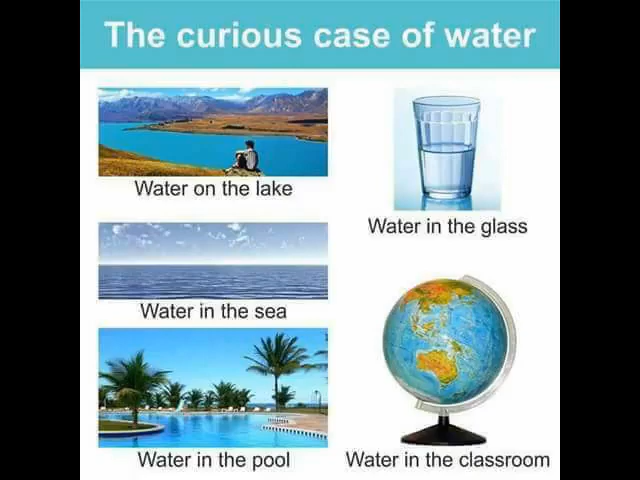 The curious case of water
Water on the lake
Water in the glass
Water in the sea
Water in the pool
Water in the classroom